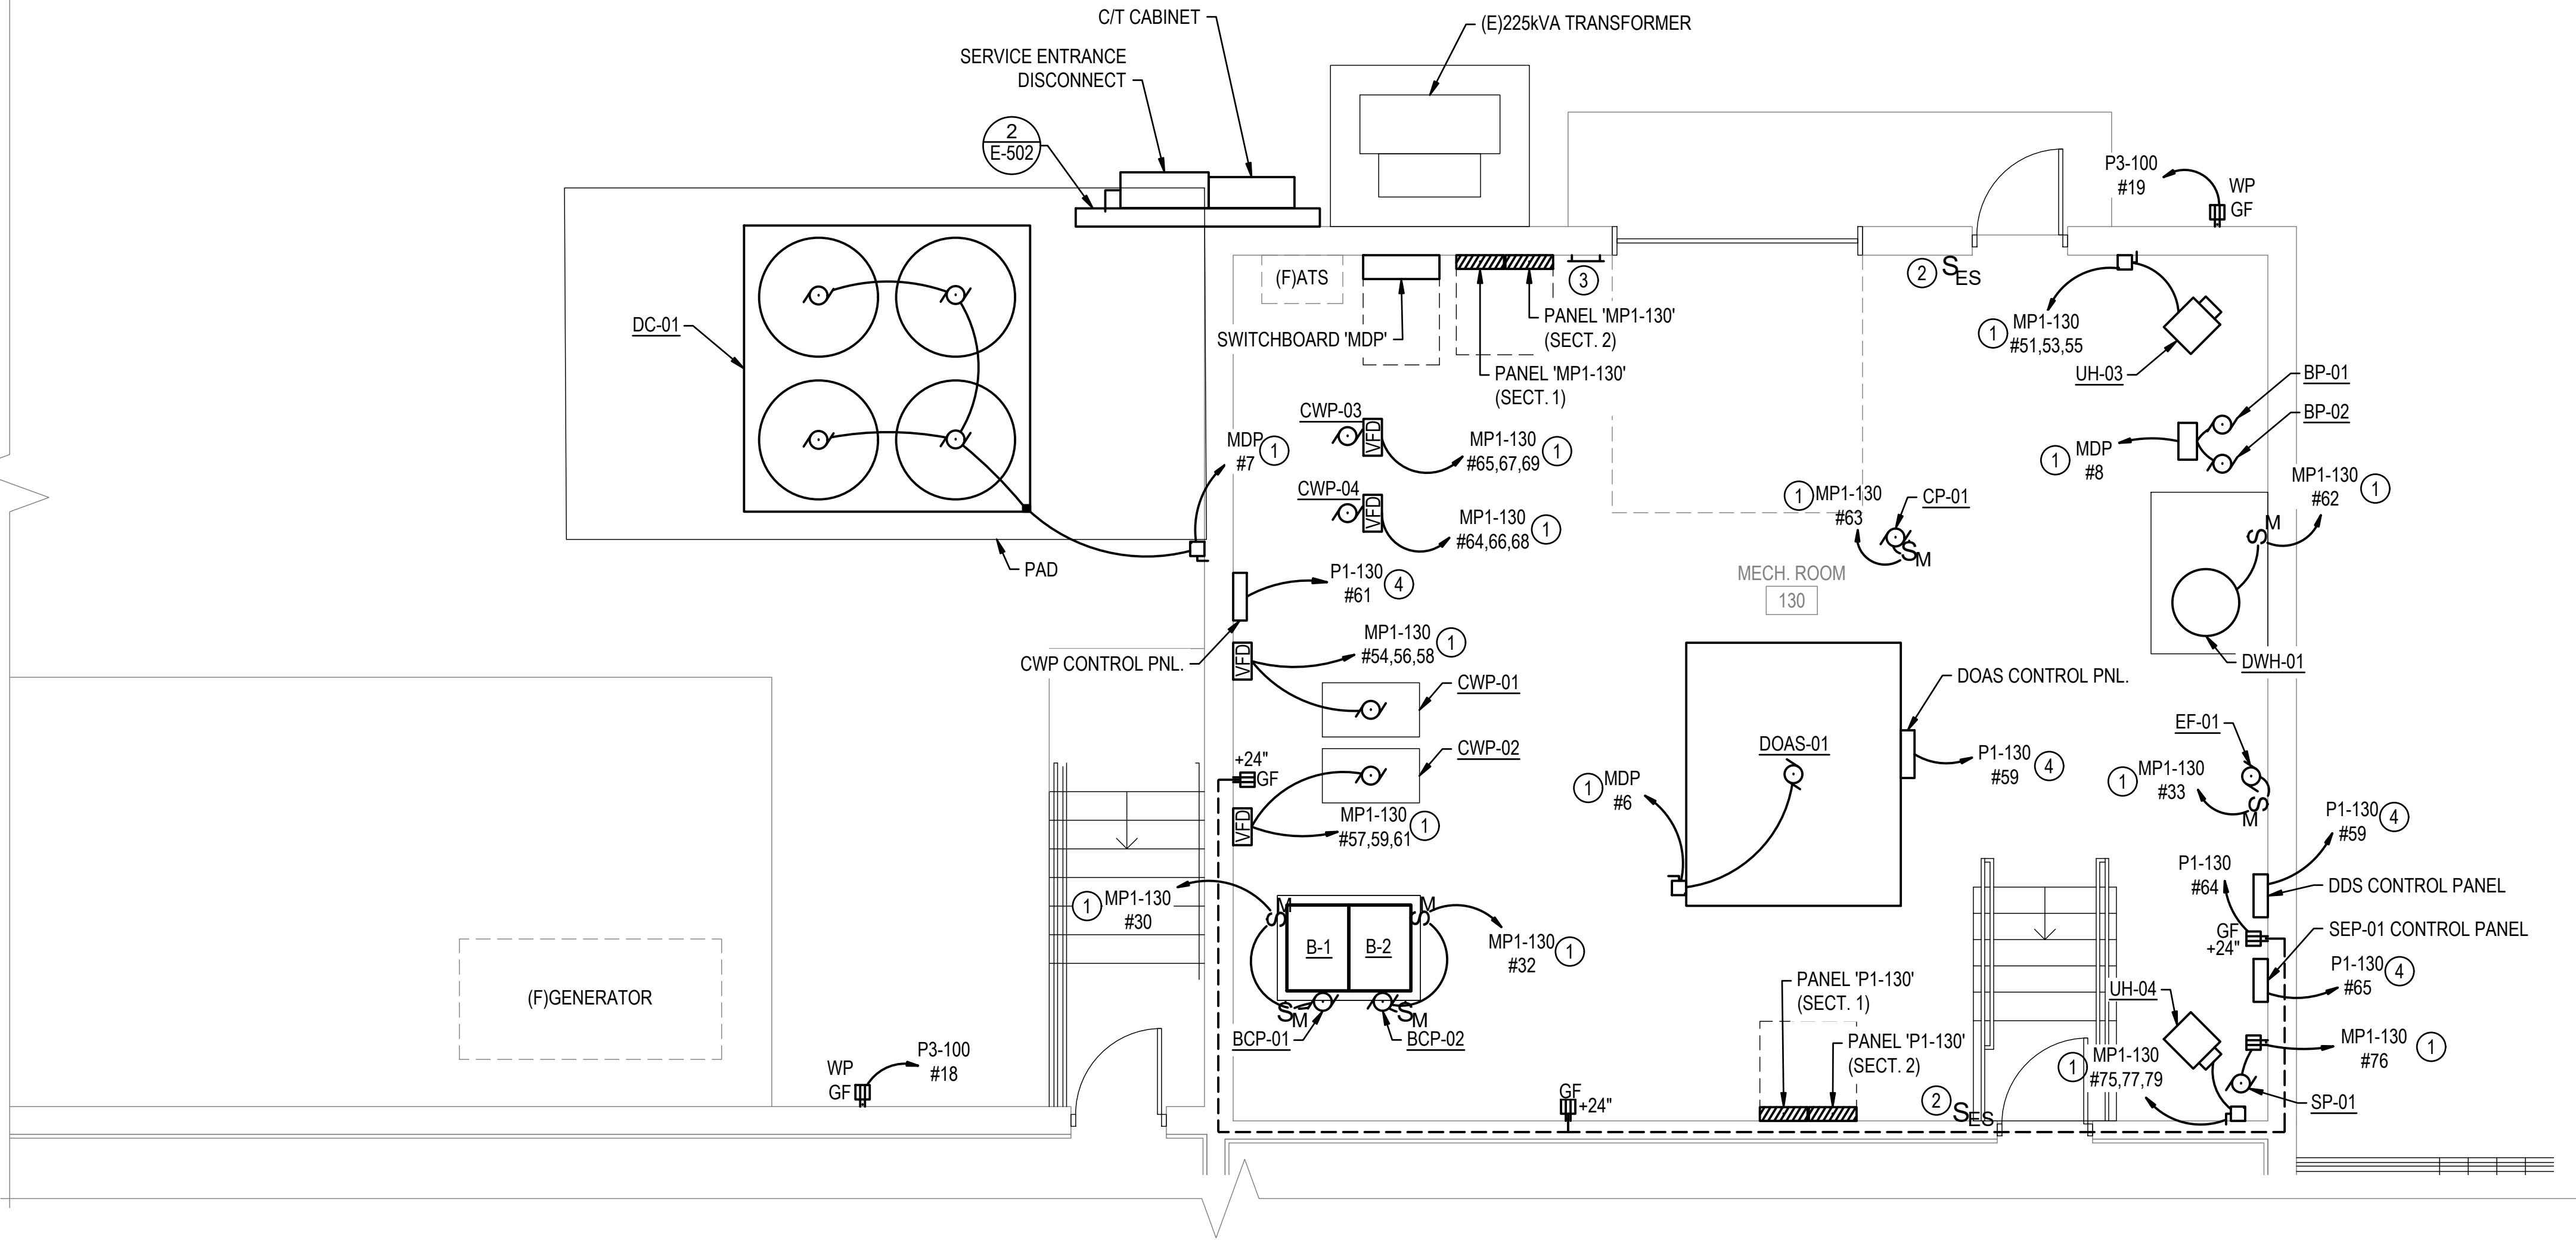 C/T CABINET
(E)225kVA TRANSFORMER
SERVICE ENTRANCE
DISCONNECT
2
E-502
P3-100
#19
WP
GF
(F)ATS
3
2
SES
SWITCHBOARD 'MDP'
PANEL 'MP1-130'
(SECT. 2)
PANEL 'MP1-130'
(SECT. 1)
1
MP1-130
#51,53,55
UH-03
DC-01
BP-01
BP-02
CWP-03
VFD
MP1-130
#65,67,69
1
MDP
#7
1
1
MDP
#8
CWP-04
VFD
MP1-130
#64,66,68
1
1
MP1-130
#63
CP-01
SM
MP1-130
#62
1
SM
PAD
P1-130
#61
4
MECH. ROOM
130
CWP CONTROL PNL.
VFD
MP1-130
#54,56,58
1
CWP-01
DWH-01
DOAS CONTROL PNL.
CWP-02
DOAS-01
EF-01
+24"
GF
P1-130
#59
4
1
MDP
#6
1
MP1-130
#33
SM
VFD
MP1-130
#57,59,61
1
P1-130
#59
4
P1-130
#64
DDS CONTROL PANEL
1
MP1-130
#30
SM
B-1
B-2
SM
MP1-130
#32
1
GF
+24"
SEP-01 CONTROL PANEL
P1-130
#65
4
(F)GENERATOR
PANEL 'P1-130'
(SECT. 1)
UH-04
SM
SM
BCP-01
BCP-02
PANEL 'P1-130'
(SECT. 2)
1
MP1-130
#75,77,79
MP1-130
#76
1
P3-100
#18
WP
GF
GF
+24"
2
SES
SP-01